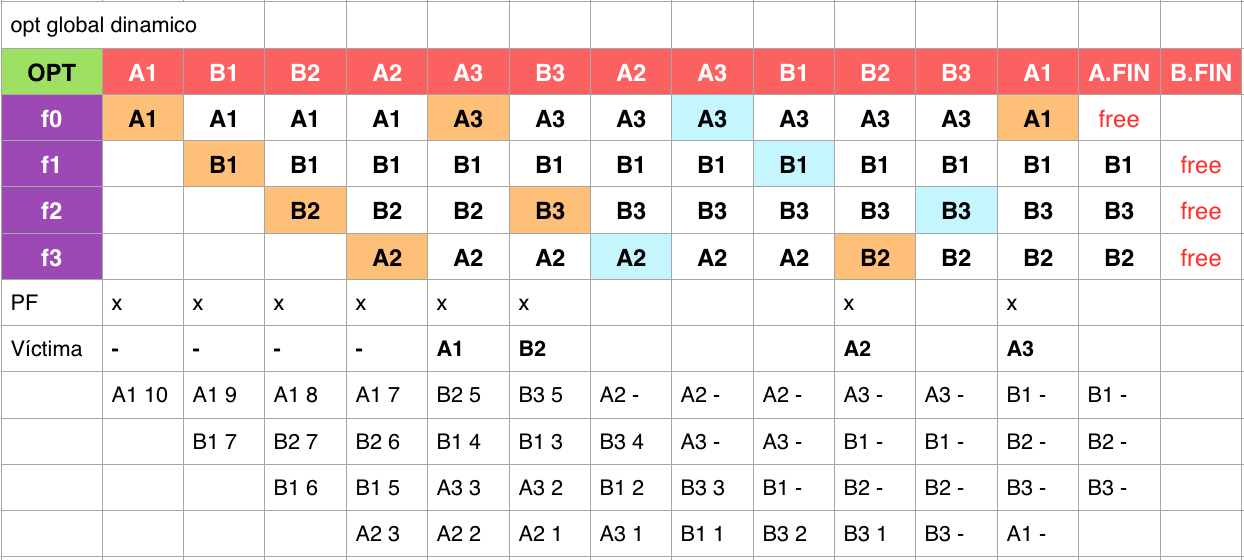 opt global dinamico
OPT A1 B1 B2 A2 A3 B3 A2 A3 B1 B2 B3 A1 A.FIN B.FIN
f0 A1 A1 A1 A1 A3 A3 A3 A3 A3 A3 A3 A1 free
f1 B1 B1 B1 B1 B1 B1 B1 B1 B1 B1 B1 B1 free
f2 B2 B2 B2 B3 B3 B3 B3 B3 B3 B3 B3 free
f3 A2 A2 A2 A2 A2 A2 B2 B2 B2 B2 free
PF x x x x x x x x
Víctima - - - - A1 B2 A2 A3
A1 10 A1 9 A1 8 A1 7 B2 5 B3 5 A2 - A2 - A2 - A3 - A3 - B1 - B1 -
B1 7 B2 7 B2 6 B1 4 B1 3 B3 4 A3 - A3 - B1 - B1 - B2 - B2 -
B1 6 B1 5 A3 3 A3 2 B1 2 B3 3 B1 - B2 - B2 - B3 - B3 -
A2 3 A2 2 A2 1 A3 1 B1 1 B3 2 B3 1 B3 - A1 -